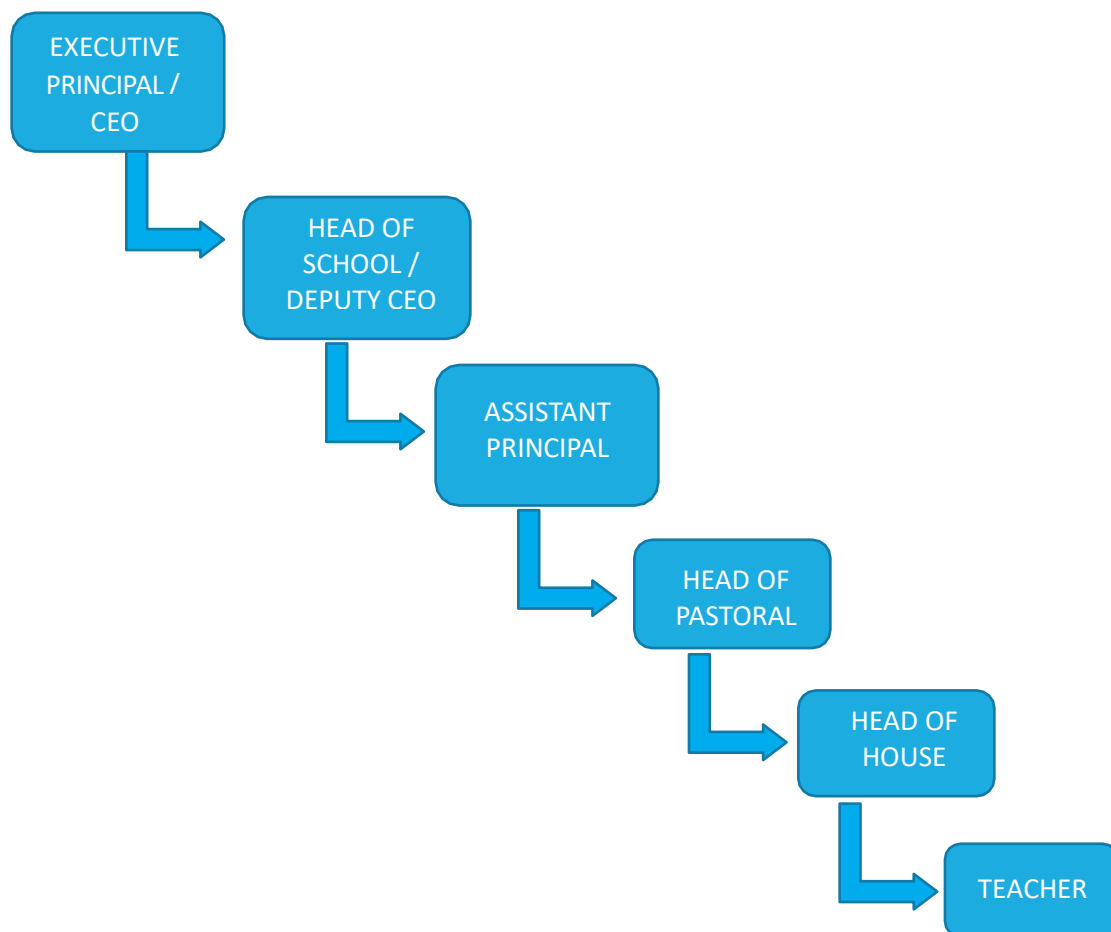 EXECUTIVE
PRINCIPAL /
CEO
HEAD OF
SCHOOL /
DEPUTY CEO
ASSISTANT
PRINCIPAL
HEAD OF
PASTORAL
HEAD OF
HOUSE
TEACHER